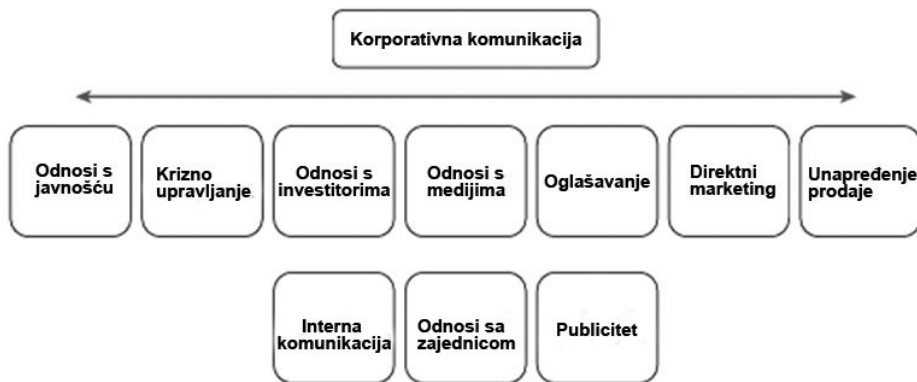 Korporativna komunikacija
Odnosi s
javnošću
Krizno
upravljanje
Odnosi s
investitorima
Odnosi s
medijima
Oglašavanje
Direktni
marketing
Unapređenje
prodaje
Interna
komunikacija
Odnosi sa
zajednicom
Publicitet